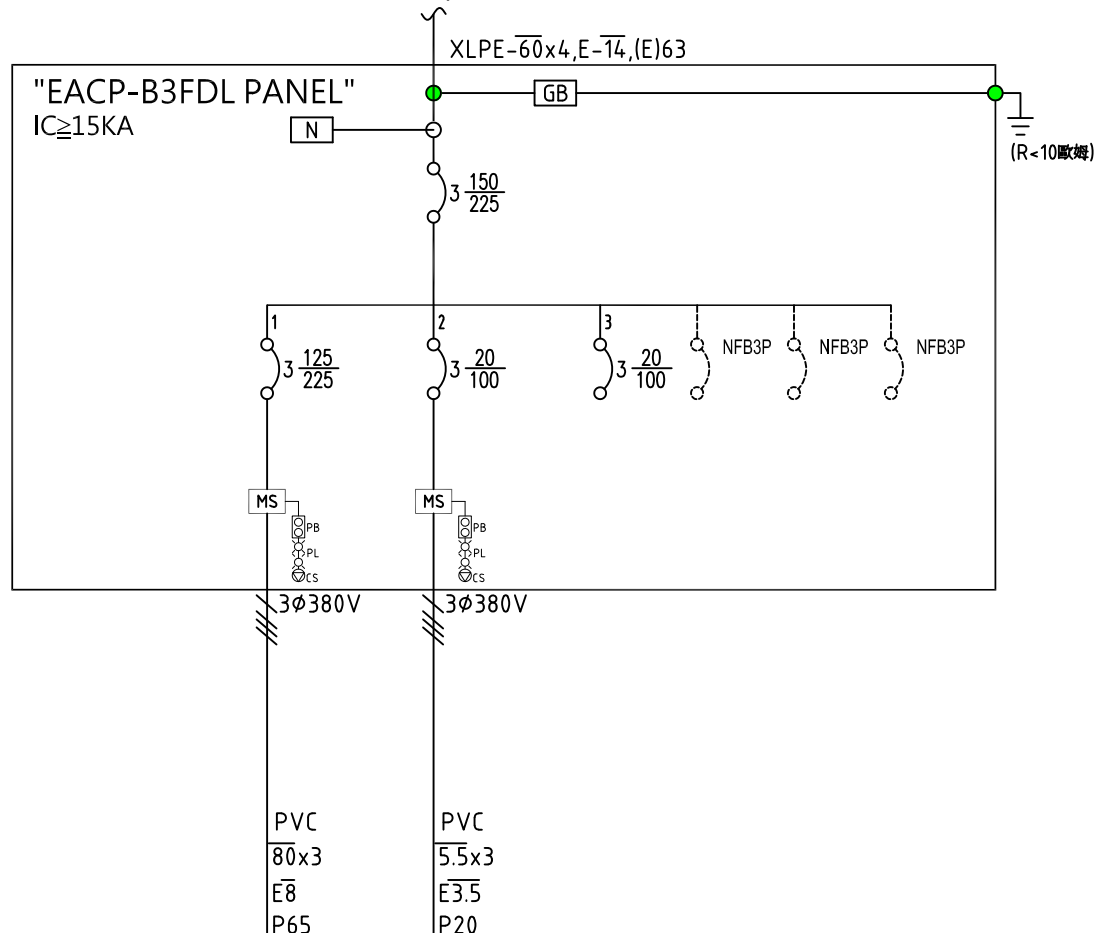 XLPE-60x4,E-14,(E)63
"EACP-B3FDL PANEL"
IC≧15KA
GB
N
(R<10歐姆)
3 150/225
1
2
3
3 125/225
3 20/100
3 20/100
NFB3P
NFB3P
NFB3P
MS
MS
PB
PB
PL
PL
CS
CS
3ϕ380V
3ϕ380V
PVC
PVC
80x3
5.5x3
E8
E3.5
P65
P20